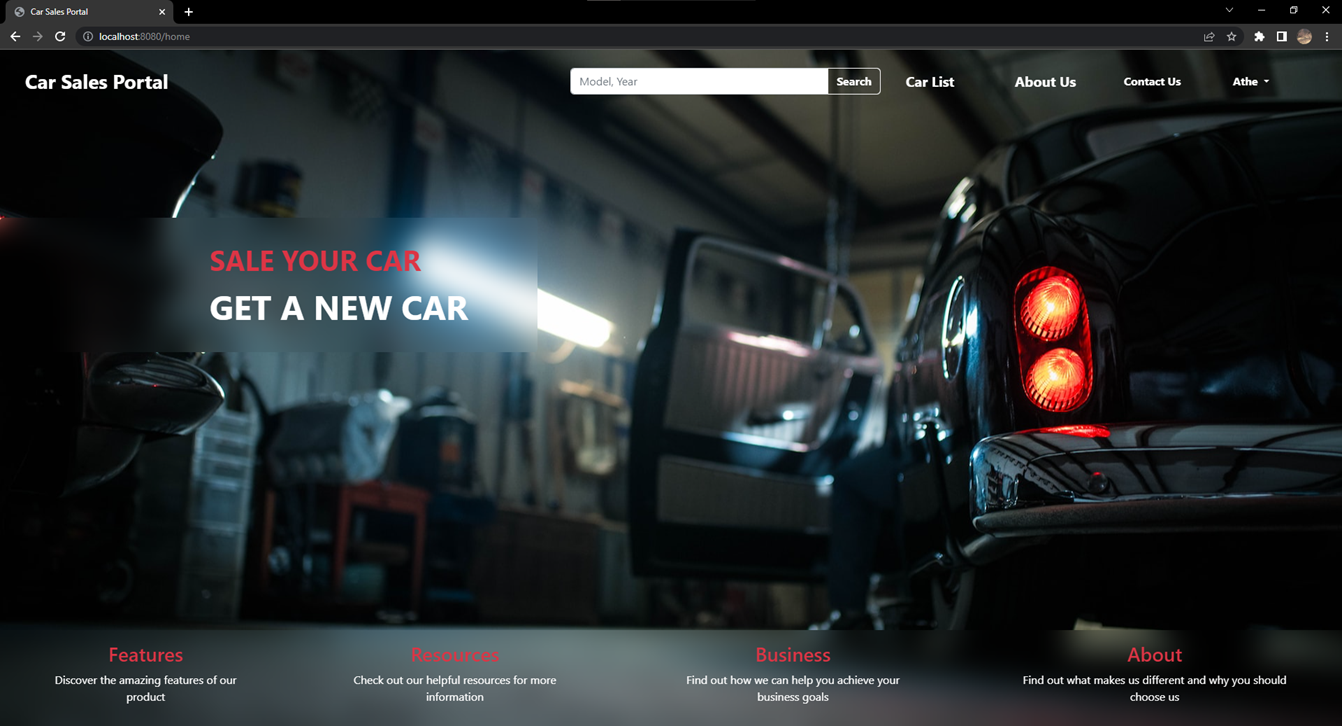 Car Sales Portal
localhost:8080/home
Car Sales Portal
Model, Year
Search
Car List
About Us
Contact Us
Athe
SALE YOUR CAR
GET A NEW CAR
Features
Discover the amazing features of our
product
Resources
Check out our helpful resources for more
information
Business
Find out how we can help you achieve your
business goals
About
Find out what makes us different and why you should
choose us